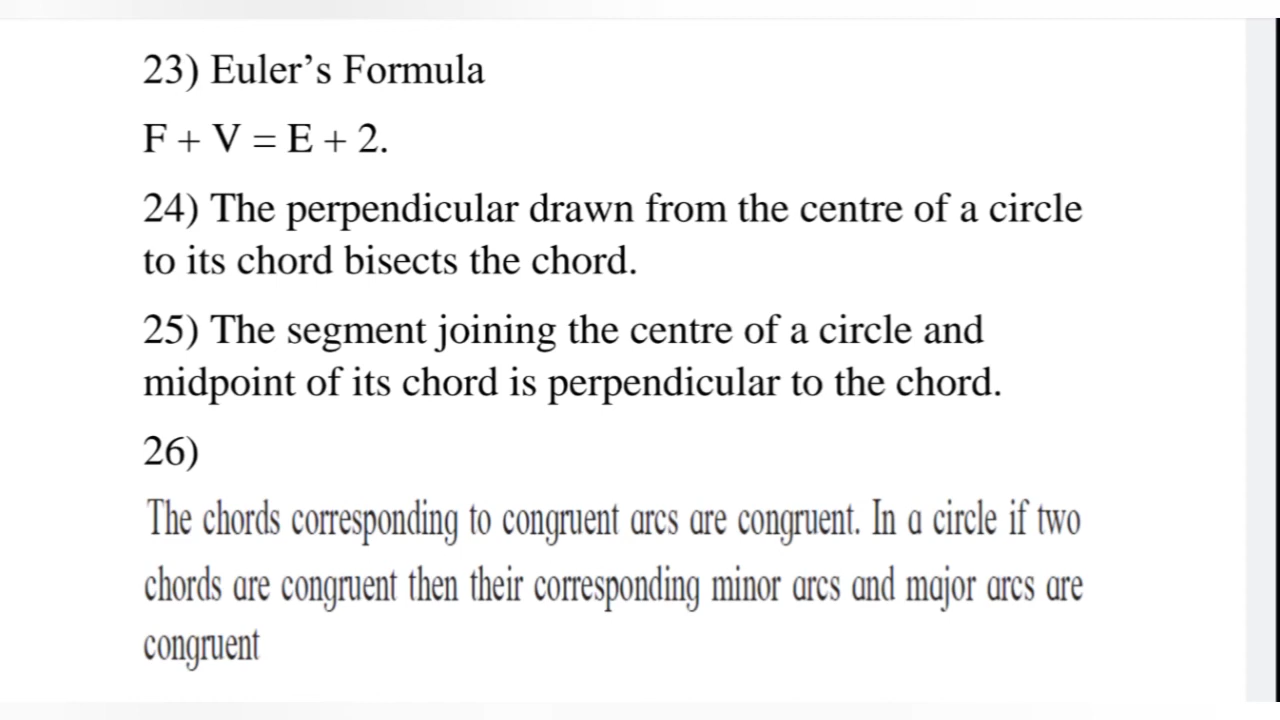 23) Euler’s Formula
F + V = E + 2.
24) The perpendicular drawn from the centre of a circle
to its chord bisects the chord.
25) The segment joining the centre of a circle and
midpoint of its chord is perpendicular to the chord.
26)
The chords corresponding to congruent arcs are congruent. In a circle if two
chords are congruent then their corresponding minor arcs and major arcs are
congruent